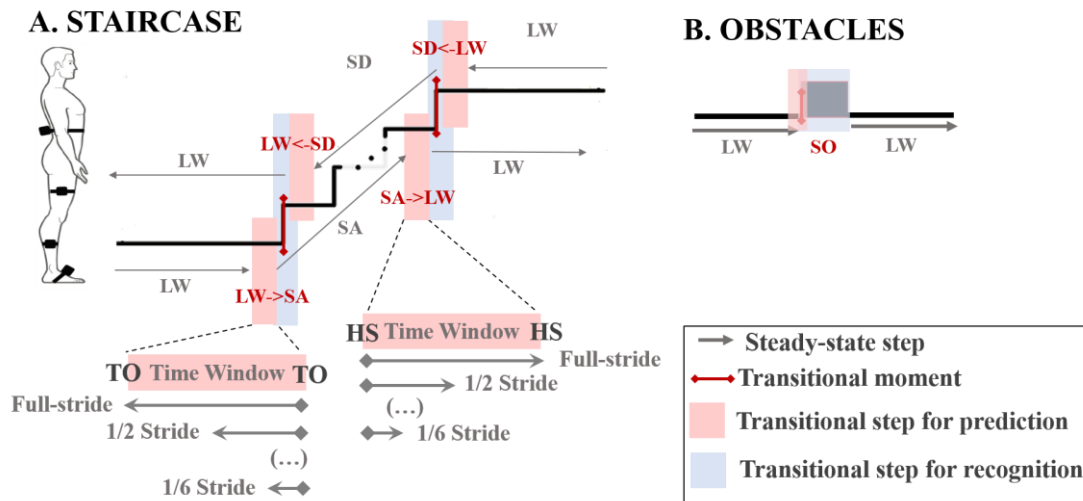 A. STAIRCASE
B. OBSTACLES
LW
SD<-LW
SD
LW<-SD
LW
LW
SA->LW
SA
LW
LW->SA
LW
SO
LW
HS Time Window HS
Full-stride
1/2 Stride
(...)
1/6 Stride
TO Time Window TO
Full-stride
1/2 Stride
(...)
1/6 Stride
Steady-state step
Transitional moment
Transitional step for prediction
Transitional step for recognition